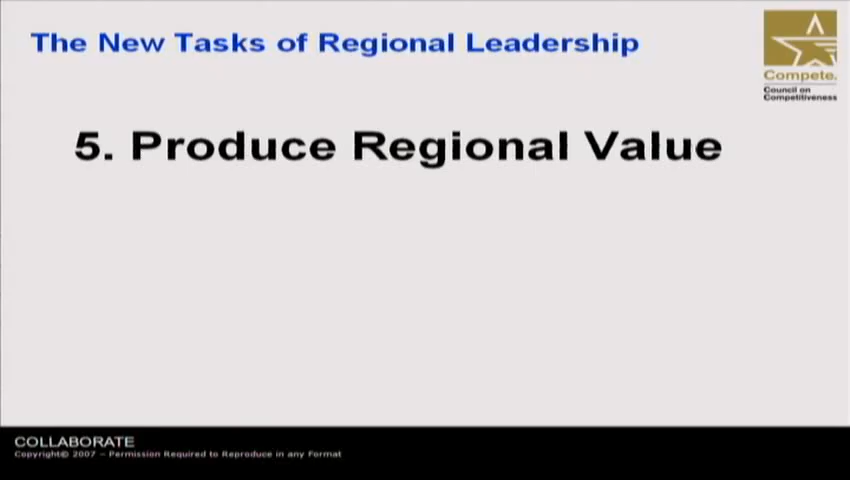 The New Tasks of Regional Leadership
Compete.
Council on
Competitiveness
5. Produce Regional Value
COLLABORATE
Copyright© 2007 – Permission Required to Reproduce in any Format